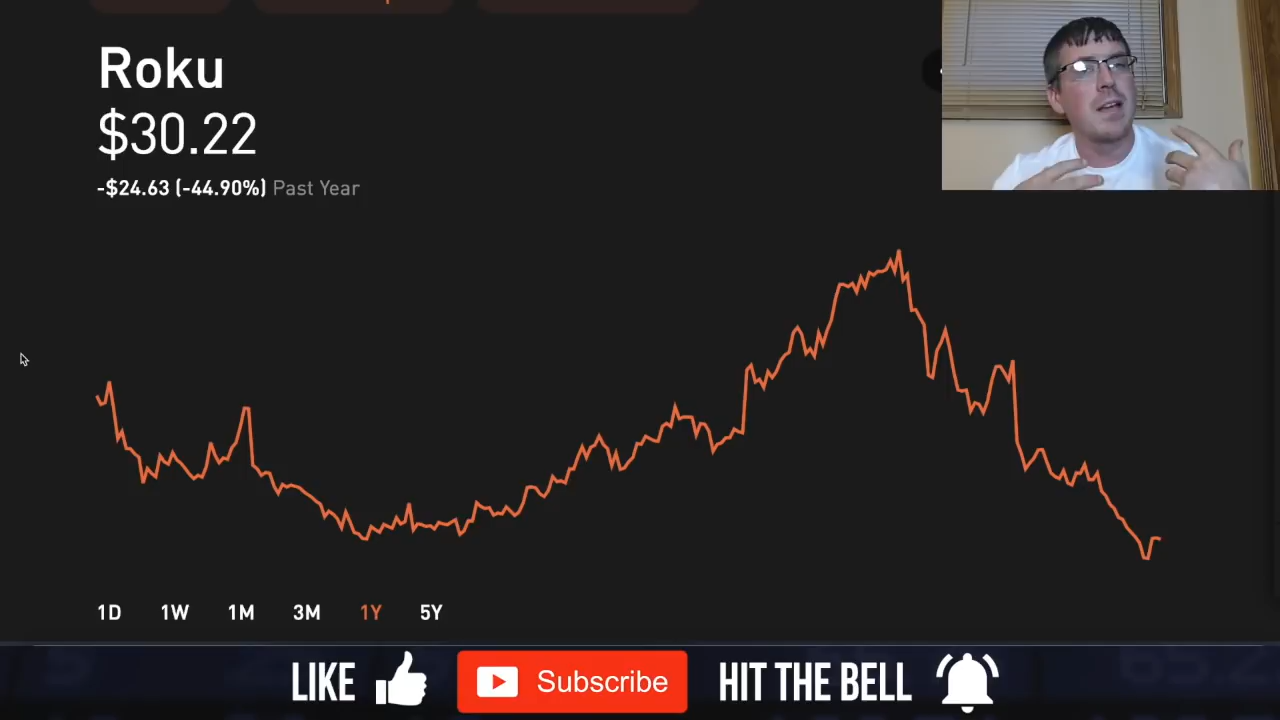 Roku
$30.22
-$24.63 (-44.90%) Past Year
1D 1W 1M 3M 1Y 5Y
LIKE Subscribe HIT THE BELL